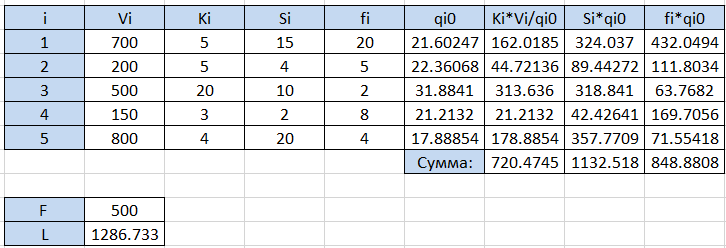 i Vi Ki Si fi qi0 Ki*Vi/qi0 Si*qi0 fi*qi0
1 700 5 15 20 21.60247 162.0185 324.037 432.0494
2 200 5 4 5 22.36068 44.72136 89.44272 111.8034
3 500 20 10 2 31.8841 313.636 318.841 63.7682
4 150 3 2 8 21.2132 21.2132 42.42641 169.7056
5 800 4 20 4 17.88854 178.8854 357.7709 71.55418
Сумма: 720.4745 1132.518 848.8808
F 500
L 1286.733